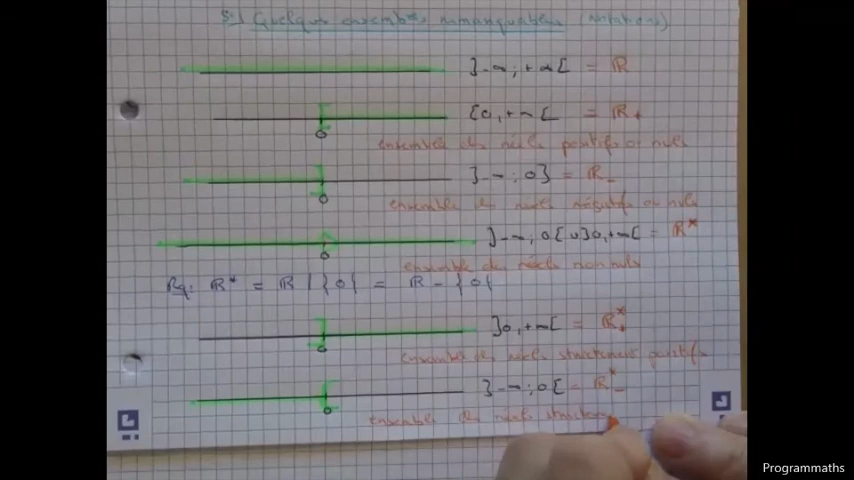 5-) Quelques ensembles remarquables (notations)
]-∞ ; +∞[ = ℝ
[0, +∞[ = ℝ₊
ensemble des réels positifs ou nuls
0
]-∞ ; 0] = ℝ₋
0
ensemble des réels négatifs ou nuls
]-∞, 0[ ∪ ]0, +∞[ = ℝ*
0
ensemble des réels non nuls
Rq: ℝ* = ℝ \ {0} = ℝ - {0}
]0, +∞[ = ℝ*₊
0
ensemble des réels strictement positifs
]-∞ ; 0[ = ℝ*₋
0
ensemble des réels strictem
Programmaths